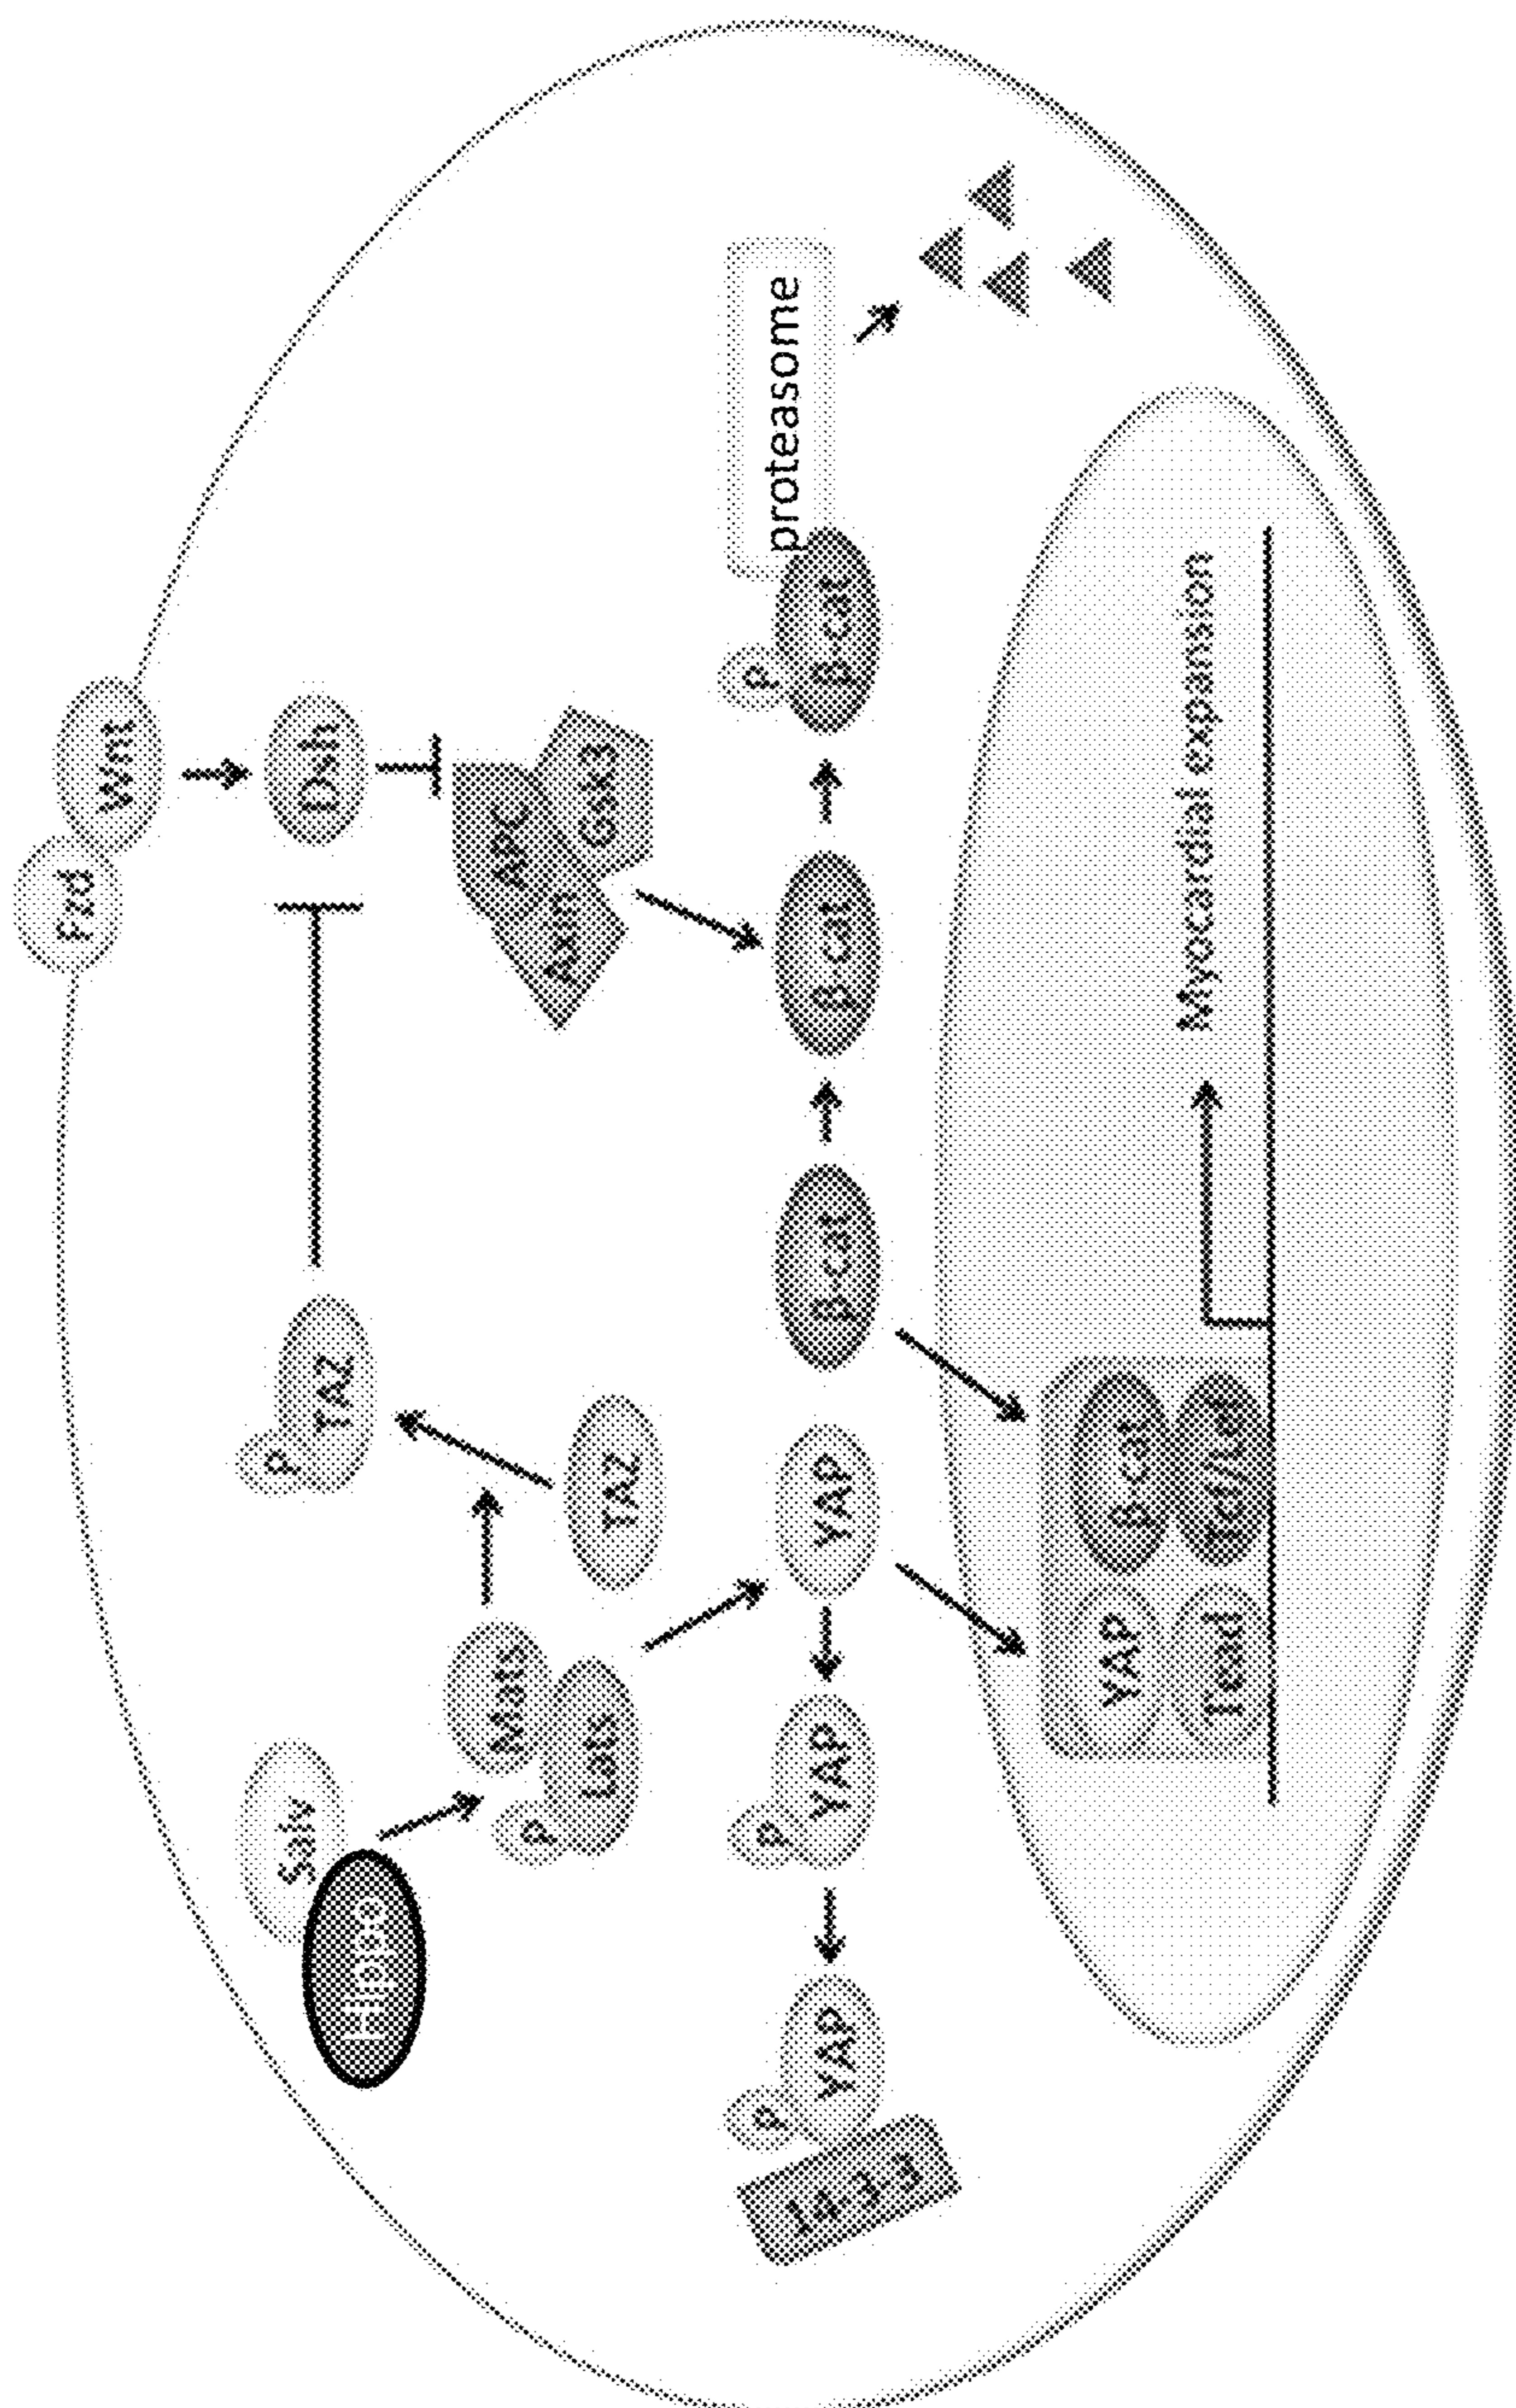 Fzd
Wnt
Salv
Hippo
P
TAZ
Dsh
Mats
P
Lats
TAZ
APC
Axin
Gsk3
14-3-3
P
YAP
P
YAP
YAP
β-cat
β-cat
P
β-cat
proteasome
YAP
β-cat
Tead
Tcf/Lef
Myocardial expansion